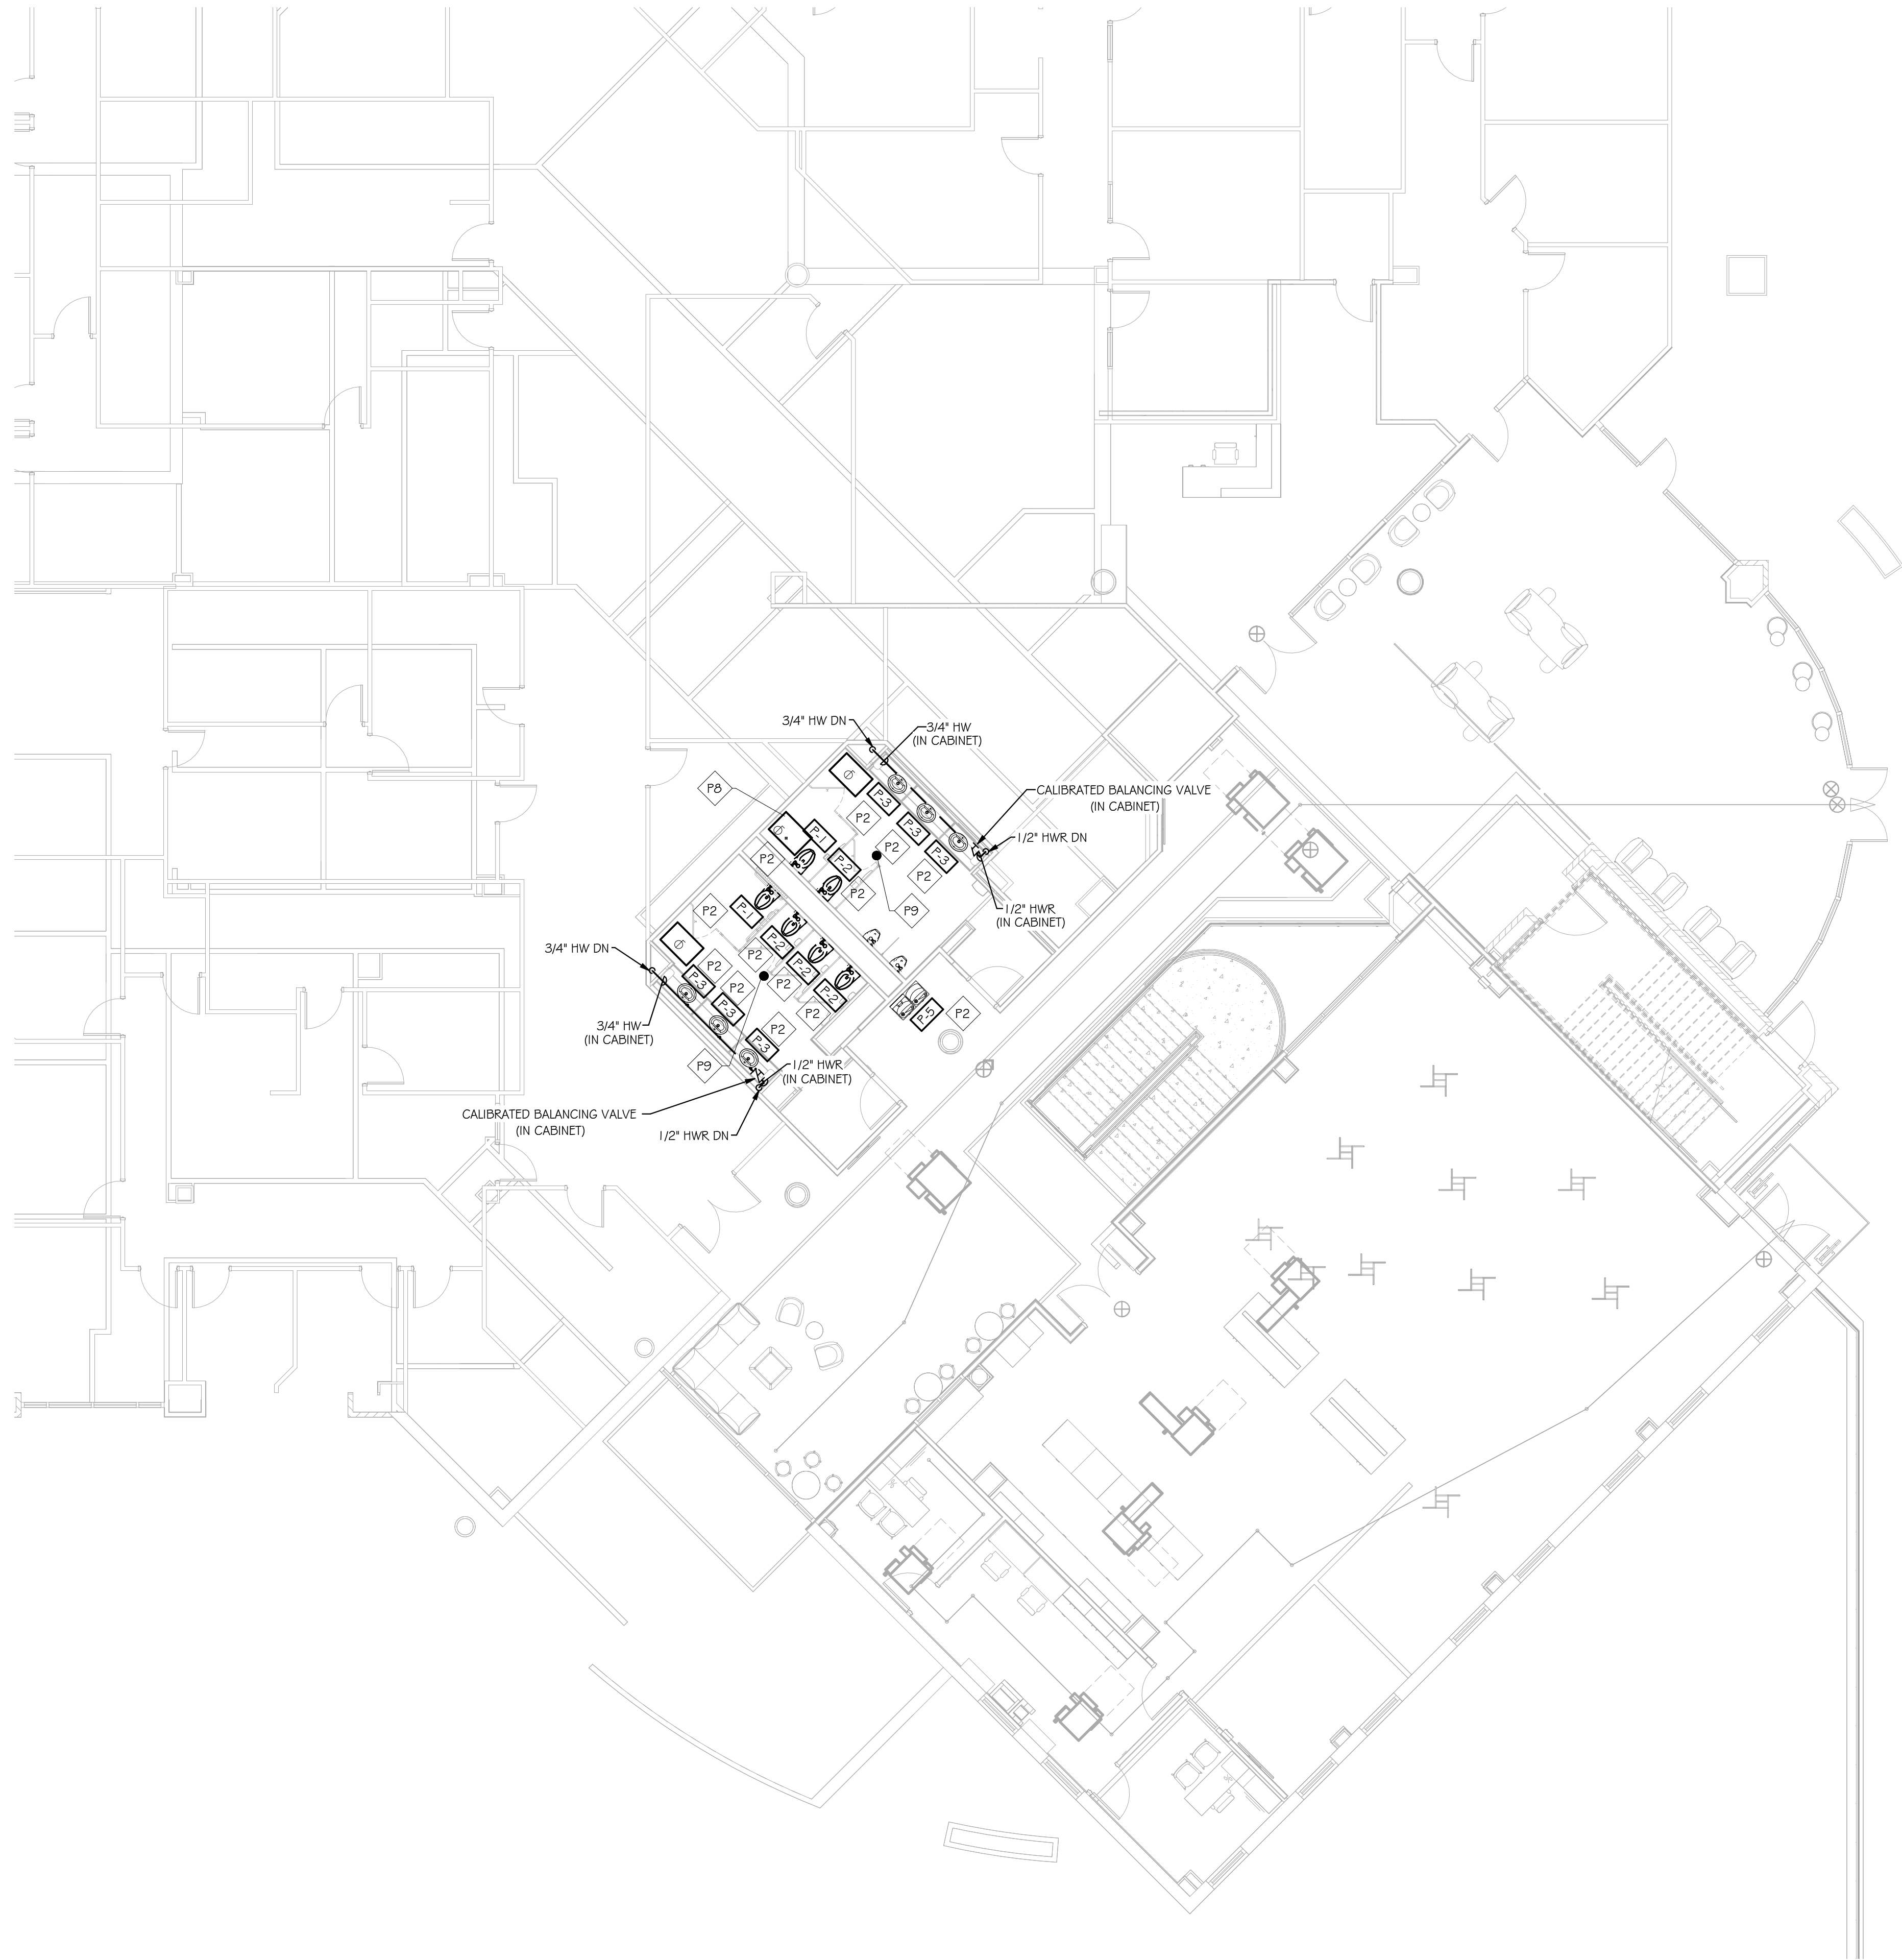 3/4" HW DN
3/4" HW
(IN CABINET)
P8
P-3
CALIBRATED BALANCING VALVE
(IN CABINET)
P2
P-1
P-3
1/2" HWR DN
P2
P-3
P2
P-2
P2
P2
P9
1/2" HWR
(IN CABINET)
P2
P-1
3/4" HW DN
P-2
P2
P2
P-2
P-3
P2
P2
P-2
P-3
P2
P-5
P2
3/4" HW
(IN CABINET)
P2
P-3
P9
1/2" HWR
(IN CABINET)
CALIBRATED BALANCING VALVE
(IN CABINET)
1/2" HWR DN